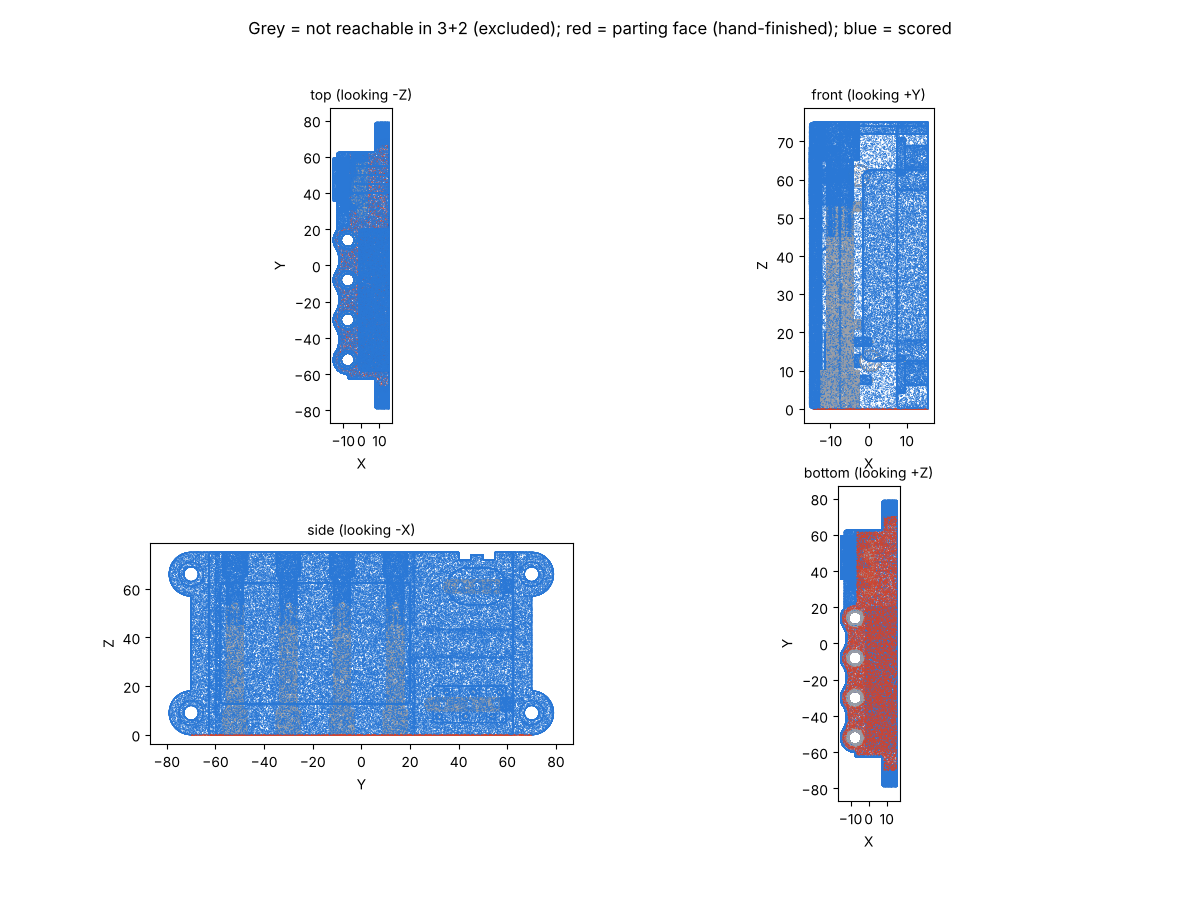 Grey = not reachable in 3+2 (excluded); red = parting face (hand-finished); blue = scored
top (looking -Z)
80
60
40
20
0
−20
−40
−60
−80
Y
−10 0 10
X
front (looking +Y)
70
60
50
40
30
20
10
0
Z
−10 0 10
X
side (looking -X)
60
40
20
0
Z
−80 −60 −40 −20 0 20 40 60 80
Y
bottom (looking +Z)
80
60
40
20
0
−20
−40
−60
−80
Y
−10 0 10
X